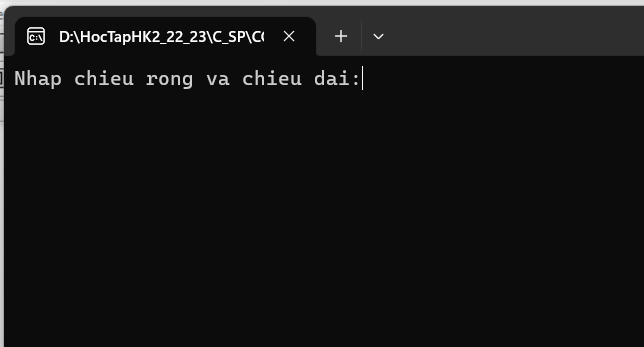 D:\HocTapHK2_22_23\C_SP\C
Nhap chieu rong va chieu dai: